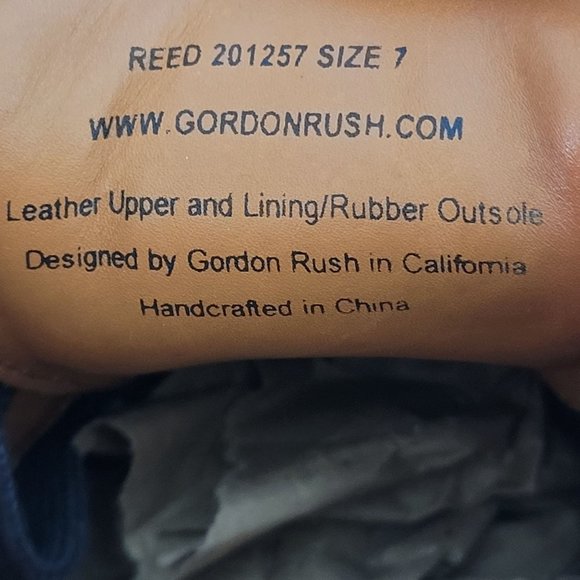 REED 201257 SIZE 7
WWW.GORDONRUSH.COM
Leather Upper and Lining/Rubber Outsole
Designed by Gordon Rush in California
Handcrafted in China